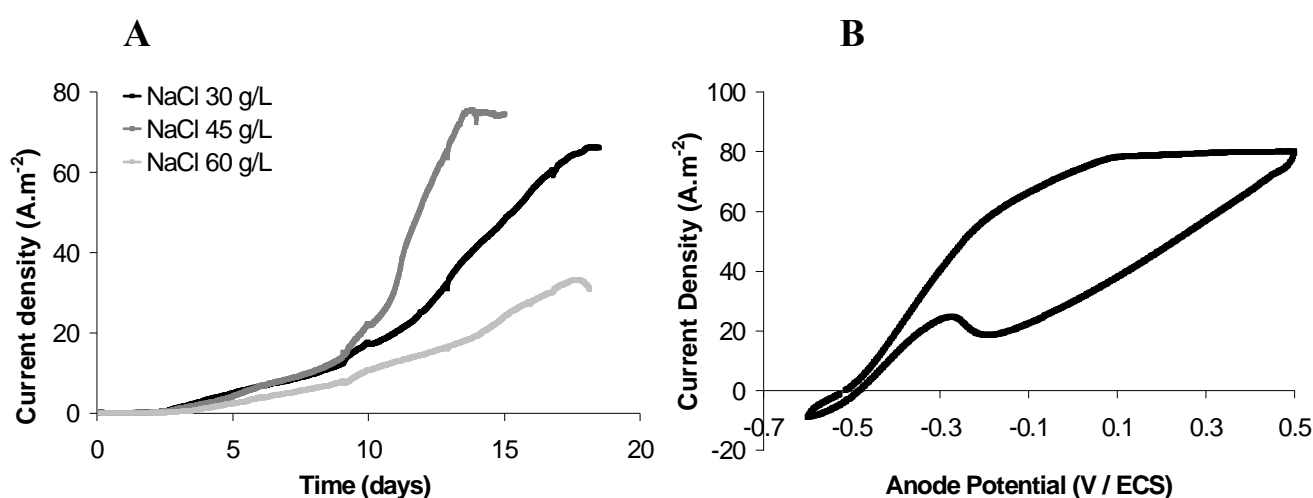 A
NaCl 30 g/L
NaCl 45 g/L
NaCl 60 g/L
80
60
40
20
0
0 5 10 15 20
Current density (A.m⁻²)
Time (days)
B
100
80
60
40
20
0
-20
-0.7 -0.5 -0.3 -0.1 0.1 0.3 0.5
Current Density (A.m⁻²)
Anode Potential (V / ECS)